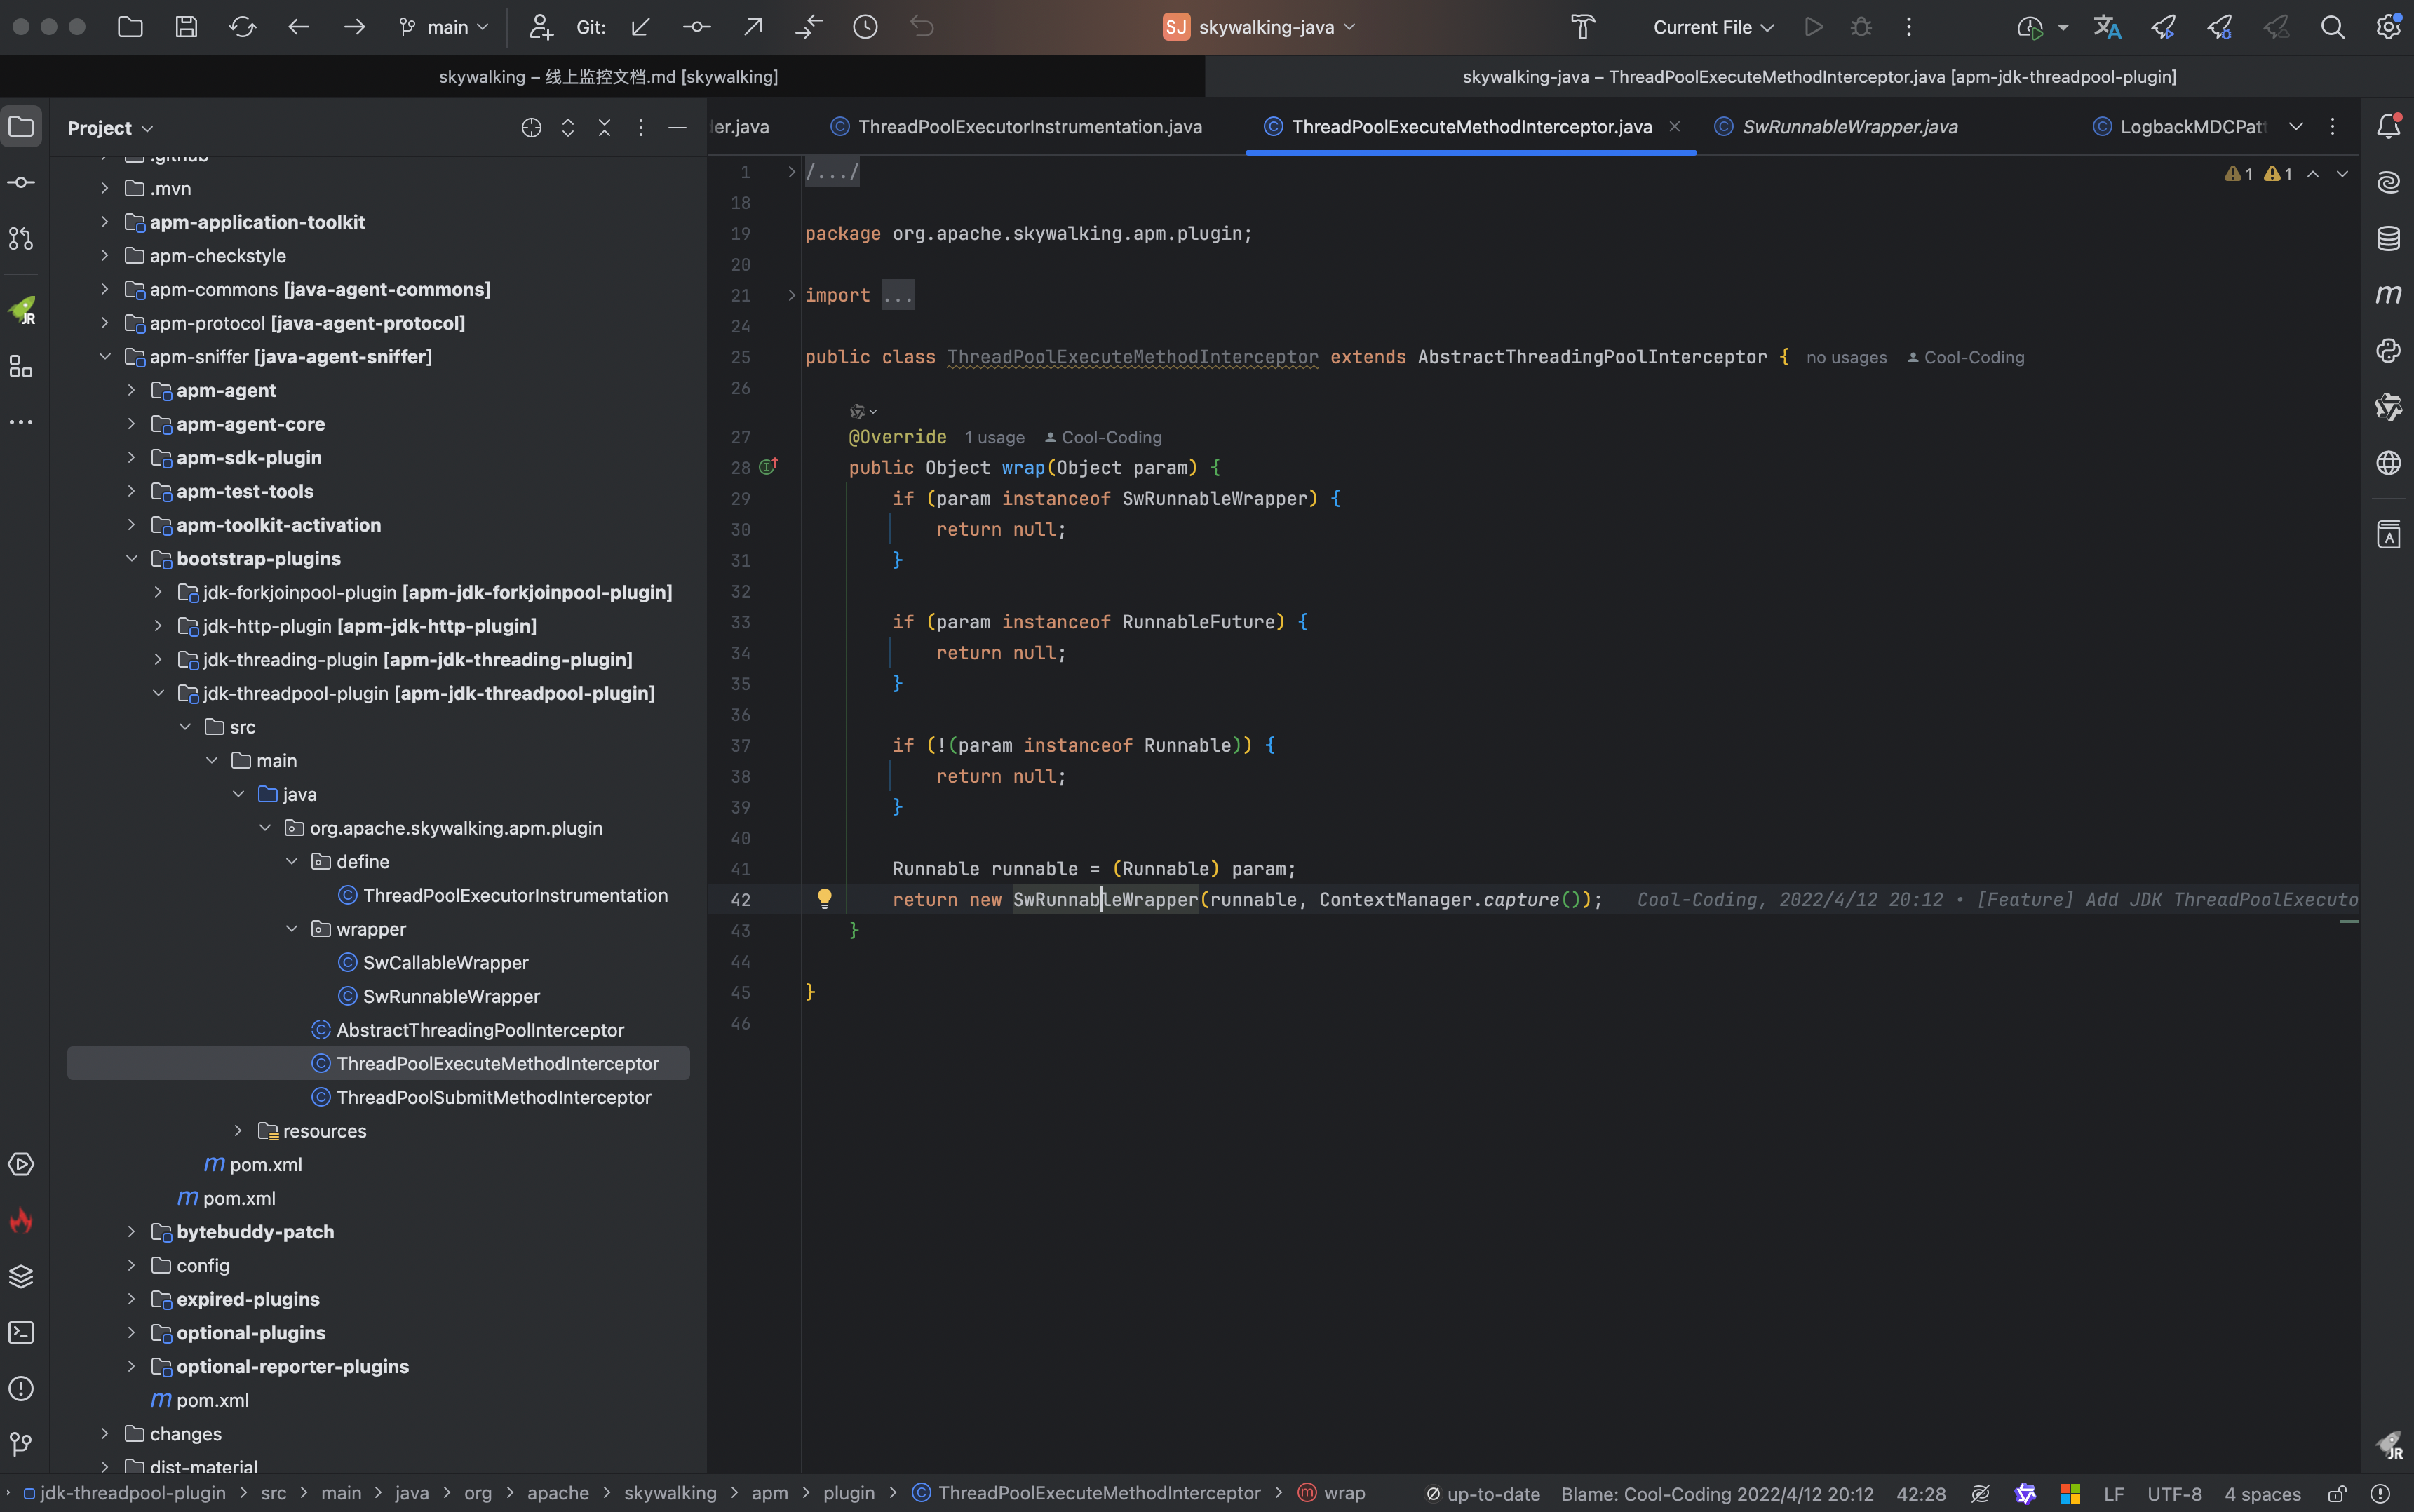 main
Git:
SJ skywalking-java
Current File
skywalking – 线上监控文档.md [skywalking]
skywalking-java – ThreadPoolExecuteMethodInterceptor.java [apm-jdk-threadpool-plugin]
Project
der.java
ThreadPoolExecutorInstrumentation.java
ThreadPoolExecuteMethodInterceptor.java
SwRunnableWrapper.java
LogbackMDCPatt
.github
.mvn
apm-application-toolkit
apm-checkstyle
apm-commons [java-agent-commons]
apm-protocol [java-agent-protocol]
apm-sniffer [java-agent-sniffer]
apm-agent
apm-agent-core
apm-sdk-plugin
apm-test-tools
apm-toolkit-activation
bootstrap-plugins
jdk-forkjoinpool-plugin [apm-jdk-forkjoinpool-plugin]
jdk-http-plugin [apm-jdk-http-plugin]
jdk-threading-plugin [apm-jdk-threading-plugin]
jdk-threadpool-plugin [apm-jdk-threadpool-plugin]
src
main
java
org.apache.skywalking.apm.plugin
define
ThreadPoolExecutorInstrumentation
wrapper
SwCallableWrapper
SwRunnableWrapper
AbstractThreadingPoolInterceptor
ThreadPoolExecuteMethodInterceptor
ThreadPoolSubmitMethodInterceptor
resources
pom.xml
pom.xml
bytebuddy-patch
config
expired-plugins
optional-plugins
optional-reporter-plugins
pom.xml
changes
dist-material
1 /.../
1 1
18
19 package org.apache.skywalking.apm.plugin;
20
21 import ...
24
25 public class ThreadPoolExecuteMethodInterceptor extends AbstractThreadingPoolInterceptor { no usages Cool-Coding
26
27 @Override 1 usage Cool-Coding
28 public Object wrap(Object param) {
29 if (param instanceof SwRunnableWrapper) {
30 return null;
31 }
32
33 if (param instanceof RunnableFuture) {
34 return null;
35 }
36
37 if (!(param instanceof Runnable)) {
38 return null;
39 }
40
41 Runnable runnable = (Runnable) param;
42 return new SwRunnableWrapper(runnable, ContextManager.capture()); Cool-Coding, 2022/4/12 20:12 • [Feature] Add JDK ThreadPoolExecuto
43 }
44
45 }
46
jdk-threadpool-plugin > src > main > java > org > apache > skywalking > apm > plugin > ThreadPoolExecuteMethodInterceptor > wrap
up-to-date
Blame: Cool-Coding 2022/4/12 20:12
42:28
LF
UTF-8
4 spaces